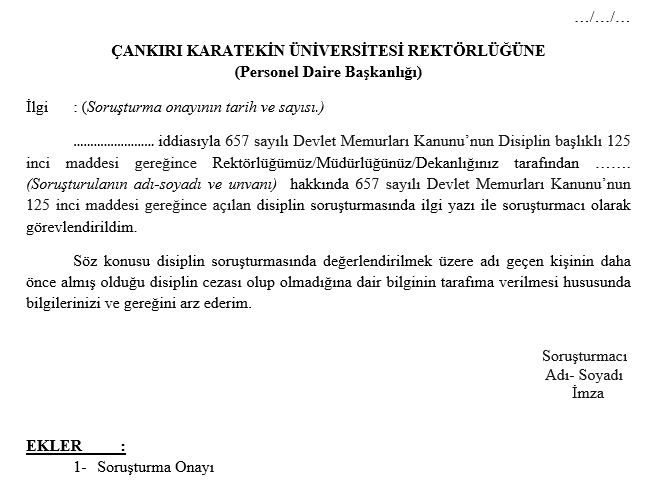 …/…/…
ÇANKIRI KARATEKİN ÜNİVERSİTESİ REKTÖRLÜĞÜNE
(Personel Daire Başkanlığı)
İlgi : (Soruşturma onayının tarih ve sayısı.)
........................ iddiasıyla 657 sayılı Devlet Memurları Kanunu’nun Disiplin başlıklı 125
inci maddesi gereğince Rektörlüğümüz/Müdürlüğünüz/Dekanlığınız tarafından …….
(Soruşturulanın adı-soyadı ve unvanı) hakkında 657 sayılı Devlet Memurları Kanunu’nun
125 inci maddesi gereğince açılan disiplin soruşturmasında ilgi yazı ile soruşturmacı olarak
görevlendirildim.
Söz konusu disiplin soruşturmasında değerlendirilmek üzere adı geçen kişinin daha
önce almış olduğu disiplin cezası olup olmadığına dair bilginin tarafıma verilmesi hususunda
bilgilerinizi ve gereğini arz ederim.
Soruşturmacı
Adı- Soyadı
İmza
EKLER :
1- Soruşturma Onayı